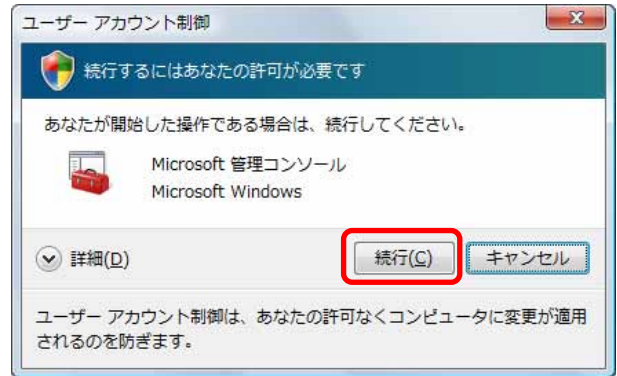 ユーザー アカウント制御
続行するにはあなたの許可が必要です
あなたが開始した操作である場合は、続行してください。
Microsoft 管理コンソール
Microsoft Windows
詳細(D)
続行(C)
キャンセル
ユーザー アカウント制御は、あなたの許可なくコンピュータに変更が適用
されるのを防ぎます。